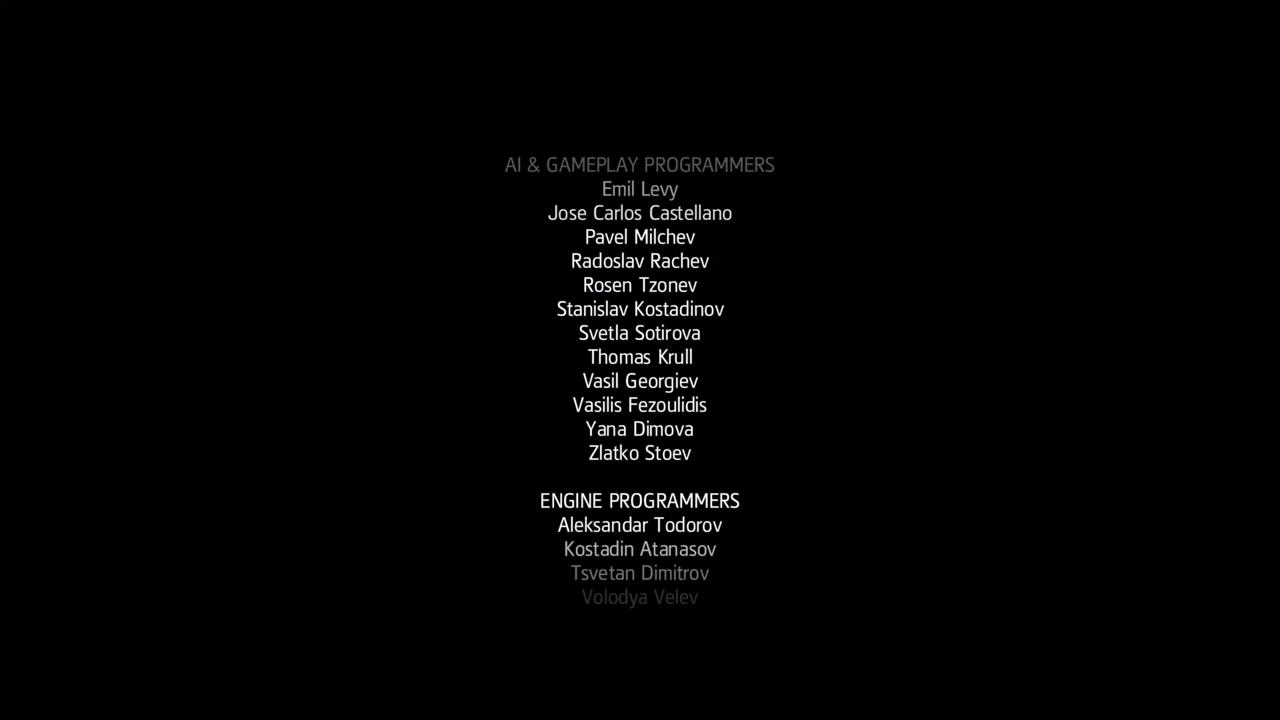 AI & GAMEPLAY PROGRAMMERS
Emil Levy
Jose Carlos Castellano
Pavel Milchev
Radoslav Rachev
Rosen Tzonev
Stanislav Kostadinov
Svetla Sotirova
Thomas Krull
Vasil Georgiev
Vasilis Fezoulidis
Yana Dimova
Zlatko Stoev
ENGINE PROGRAMMERS
Aleksandar Todorov
Kostadin Atanasov
Tsvetan Dimitrov
Volodya Velev